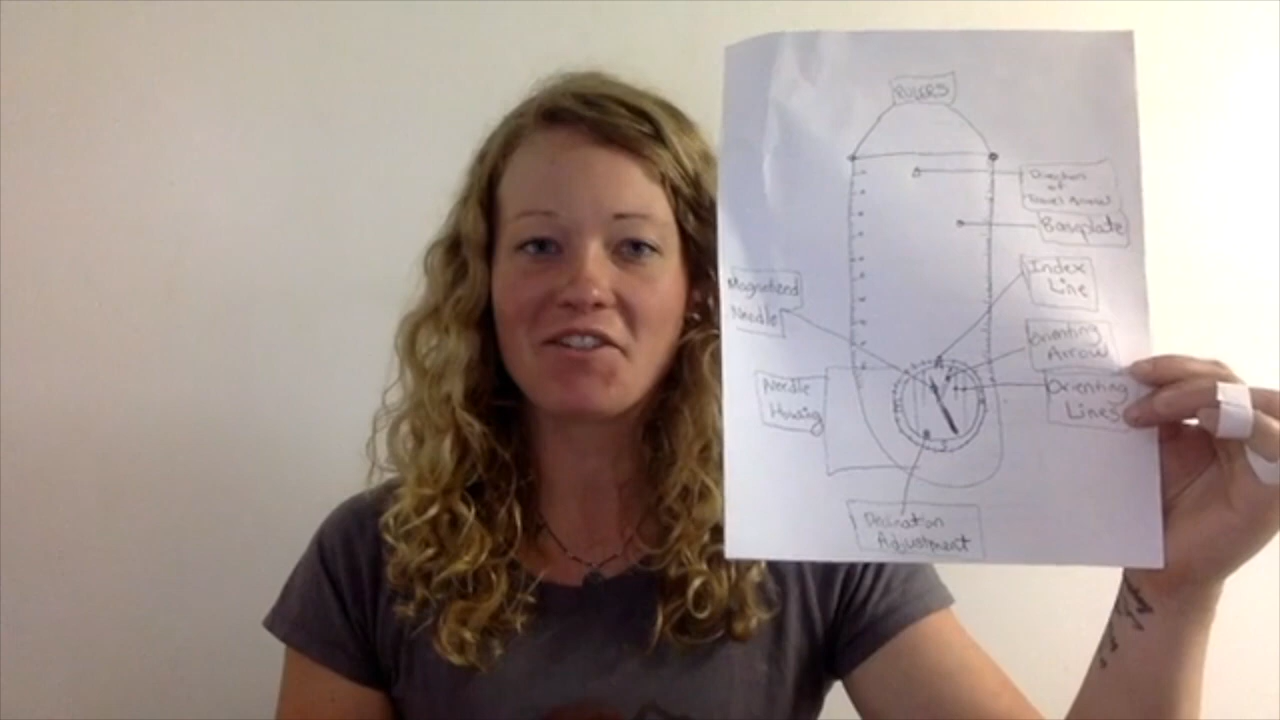 RULERS
Direction
of
Travel Arrow
Baseplate
Index
Line
Magnetized
Needle
Orienting
Arrow
Needle
Housing
Orienting
Lines
Declination
Adjustment